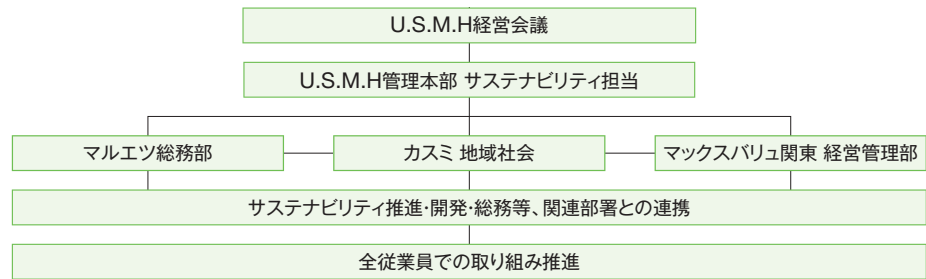 U.S.M.H経営会議
U.S.M.H管理本部 サステナビリティ担当
マルエツ総務部
カスミ 地域社会
マックスバリュ関東 経営管理部
サステナビリティ推進・開発・総務等、関連部署との連携
全従業員での取り組み推進